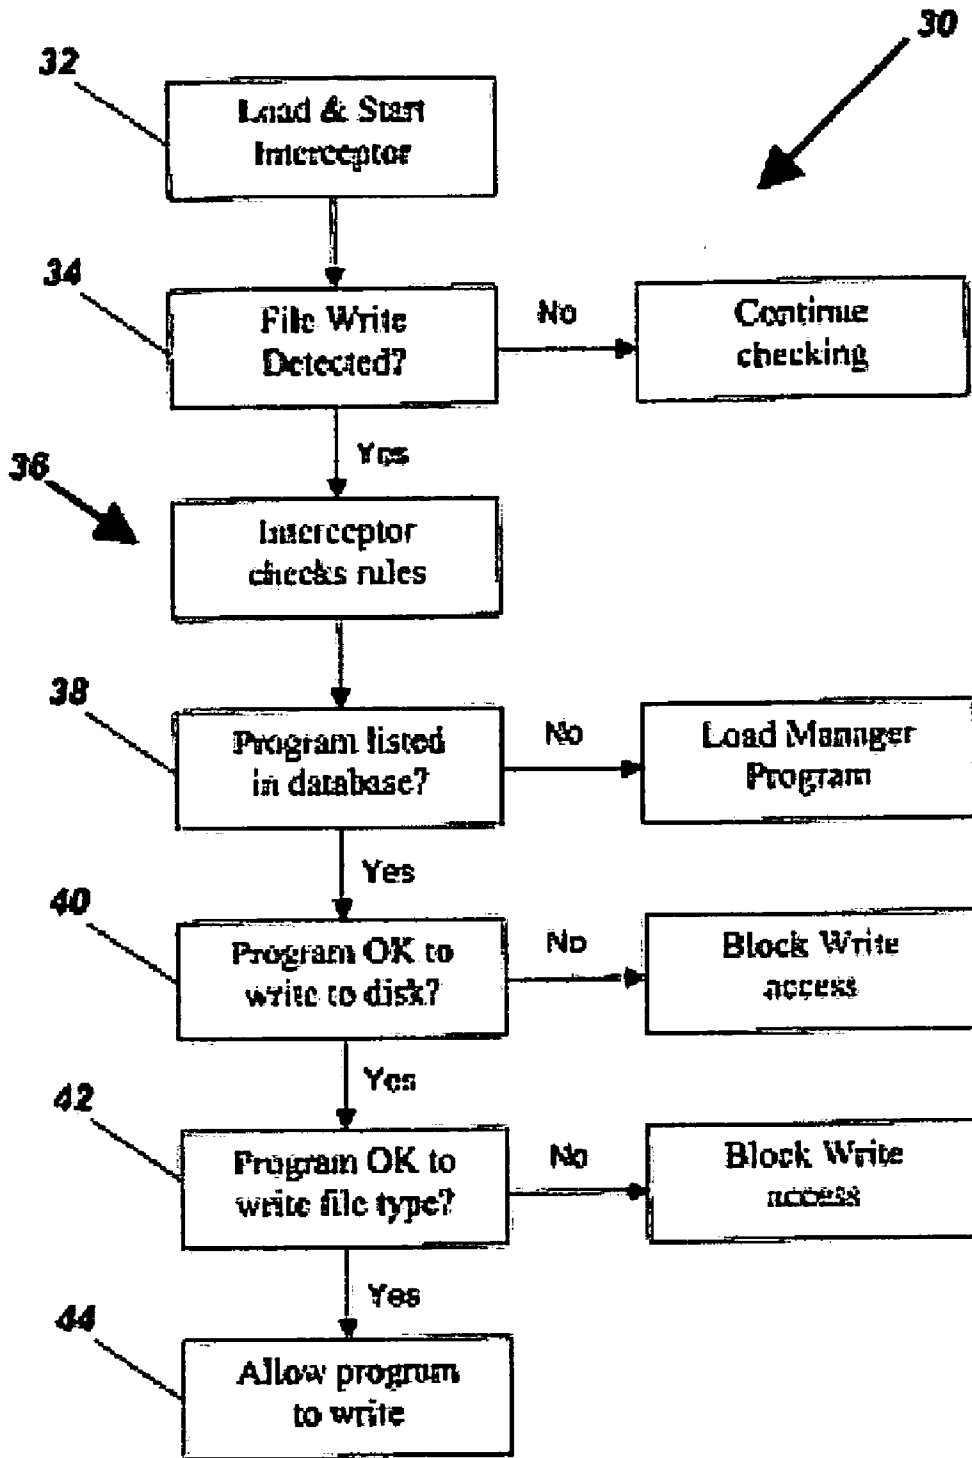 30
32
Load & Start
Interceptor
34
File Write
Detected?
No
Continue
checking
Yes
36
Interceptor
checks rules
38
Program listed
in database?
No
Load Manager
Program
Yes
40
Program OK to
write to disk?
No
Block Write
access
Yes
42
Program OK to
write file type?
No
Block Write
access
Yes
44
Allow program
to write